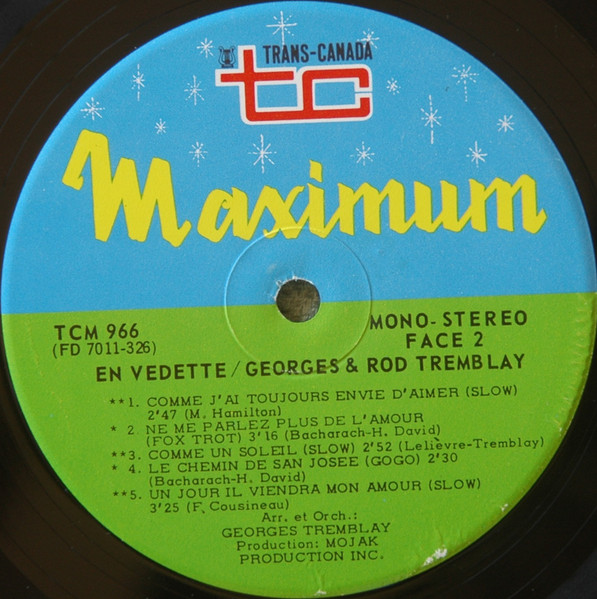 TRANS-CANADA
tc
Maximum
TCM 966
(FD 7011-326)
MONO-STEREO
FACE 2
EN VEDETTE / GEORGES & ROD TREMBLAY
**1. COMME J'AI TOUJOURS ENVIE D'AIMER (SLOW)
2'47 (M. Hamilton)
* 2. NE ME PARLEZ PLUS DE L'AMOUR
(FOX TROT) 3'16 (Bacharach-H. David)
**3. COMME UN SOLEIL (SLOW) 2'52 (Lelièvre-Tremblay)
* 4. LE CHEMIN DE SAN JOSEE (GOGO) 2'30
(Bacharach-H. David)
**5. UN JOUR IL VIENDRA MON AMOUR (SLOW)
3'25 (F. Cousineau)
Arr. et Orch.:
GEORGES TREMBLAY
Production: MOJAK
PRODUCTION INC.